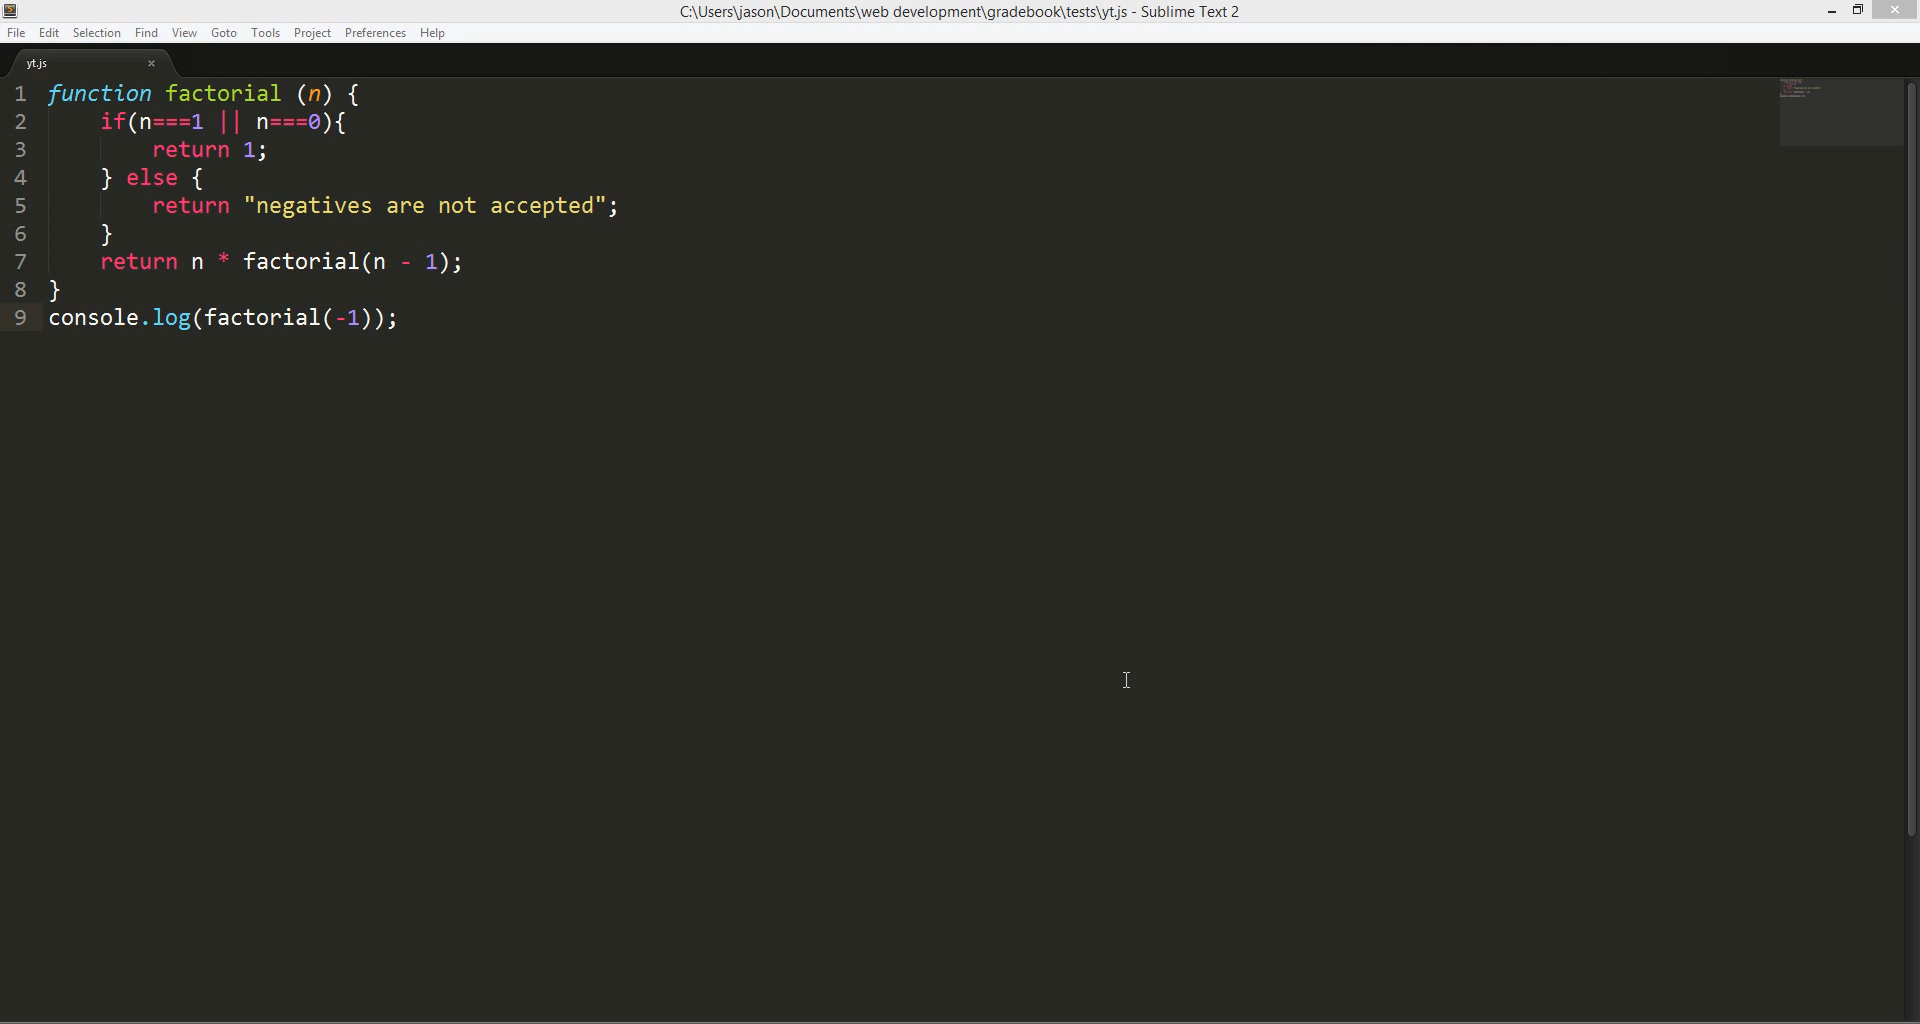 C:\Users\jason\Documents\web development\gradebook\tests\yt.js - Sublime Text 2
File Edit Selection Find View Goto Tools Project Preferences Help
yt.js
1 function factorial (n) {
2     if(n===1 || n===0){
3         return 1;
4     } else {
5         return "negatives are not accepted";
6     }
7     return n * factorial(n - 1);
8 }
9 console.log(factorial(-1));